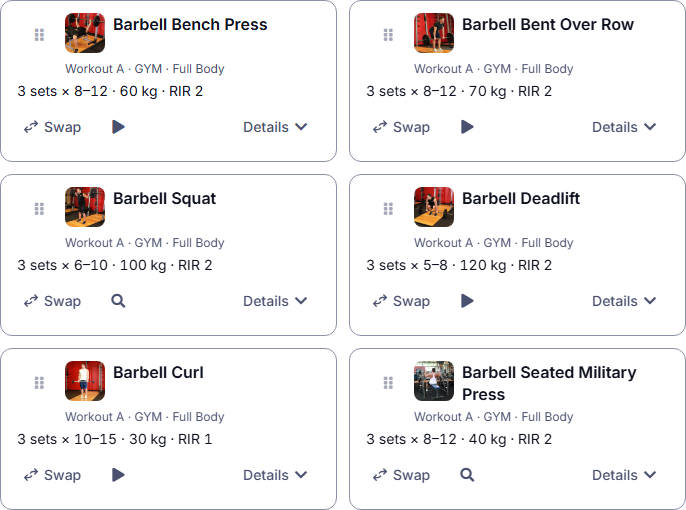 Barbell Bench Press
Workout A · GYM · Full Body
3 sets × 8–12 · 60 kg · RIR 2
Swap
Details
Barbell Bent Over Row
Workout A · GYM · Full Body
3 sets × 8–12 · 70 kg · RIR 2
Swap
Details
Barbell Squat
Workout A · GYM · Full Body
3 sets × 6–10 · 100 kg · RIR 2
Swap
Details
Barbell Deadlift
Workout A · GYM · Full Body
3 sets × 5–8 · 120 kg · RIR 2
Swap
Details
Barbell Curl
Workout A · GYM · Full Body
3 sets × 10–15 · 30 kg · RIR 1
Swap
Details
Barbell Seated Military
Press
Workout A · GYM · Full Body
3 sets × 8–12 · 40 kg · RIR 2
Swap
Details